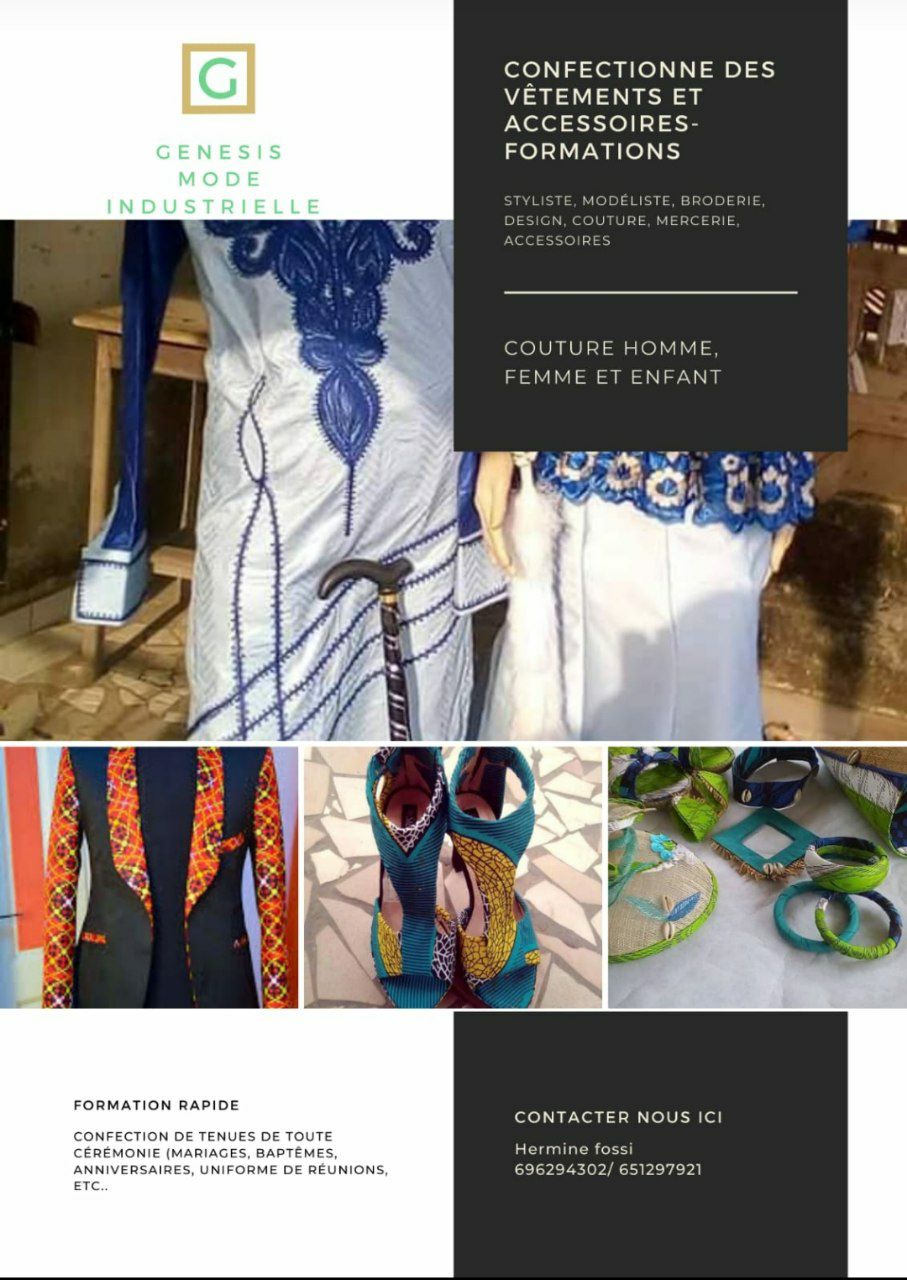 G
GENESIS
MODE
INDUSTRIELLE
CONFECTIONNE DES
VÊTEMENTS ET
ACCESSOIRES-
FORMATIONS
STYLISTE, MODÉLISTE, BRODERIE,
DESIGN, COUTURE, MERCERIE,
ACCESSOIRES
COUTURE HOMME,
FEMME ET ENFANT
FORMATION RAPIDE
CONFECTION DE TENUES DE TOUTE
CÉRÉMONIE (MARIAGES, BAPTÊMES,
ANNIVERSAIRES, UNIFORME DE RÉUNIONS,
ETC..
CONTACTER NOUS ICI
Hermine fossi
696294302/ 651297921